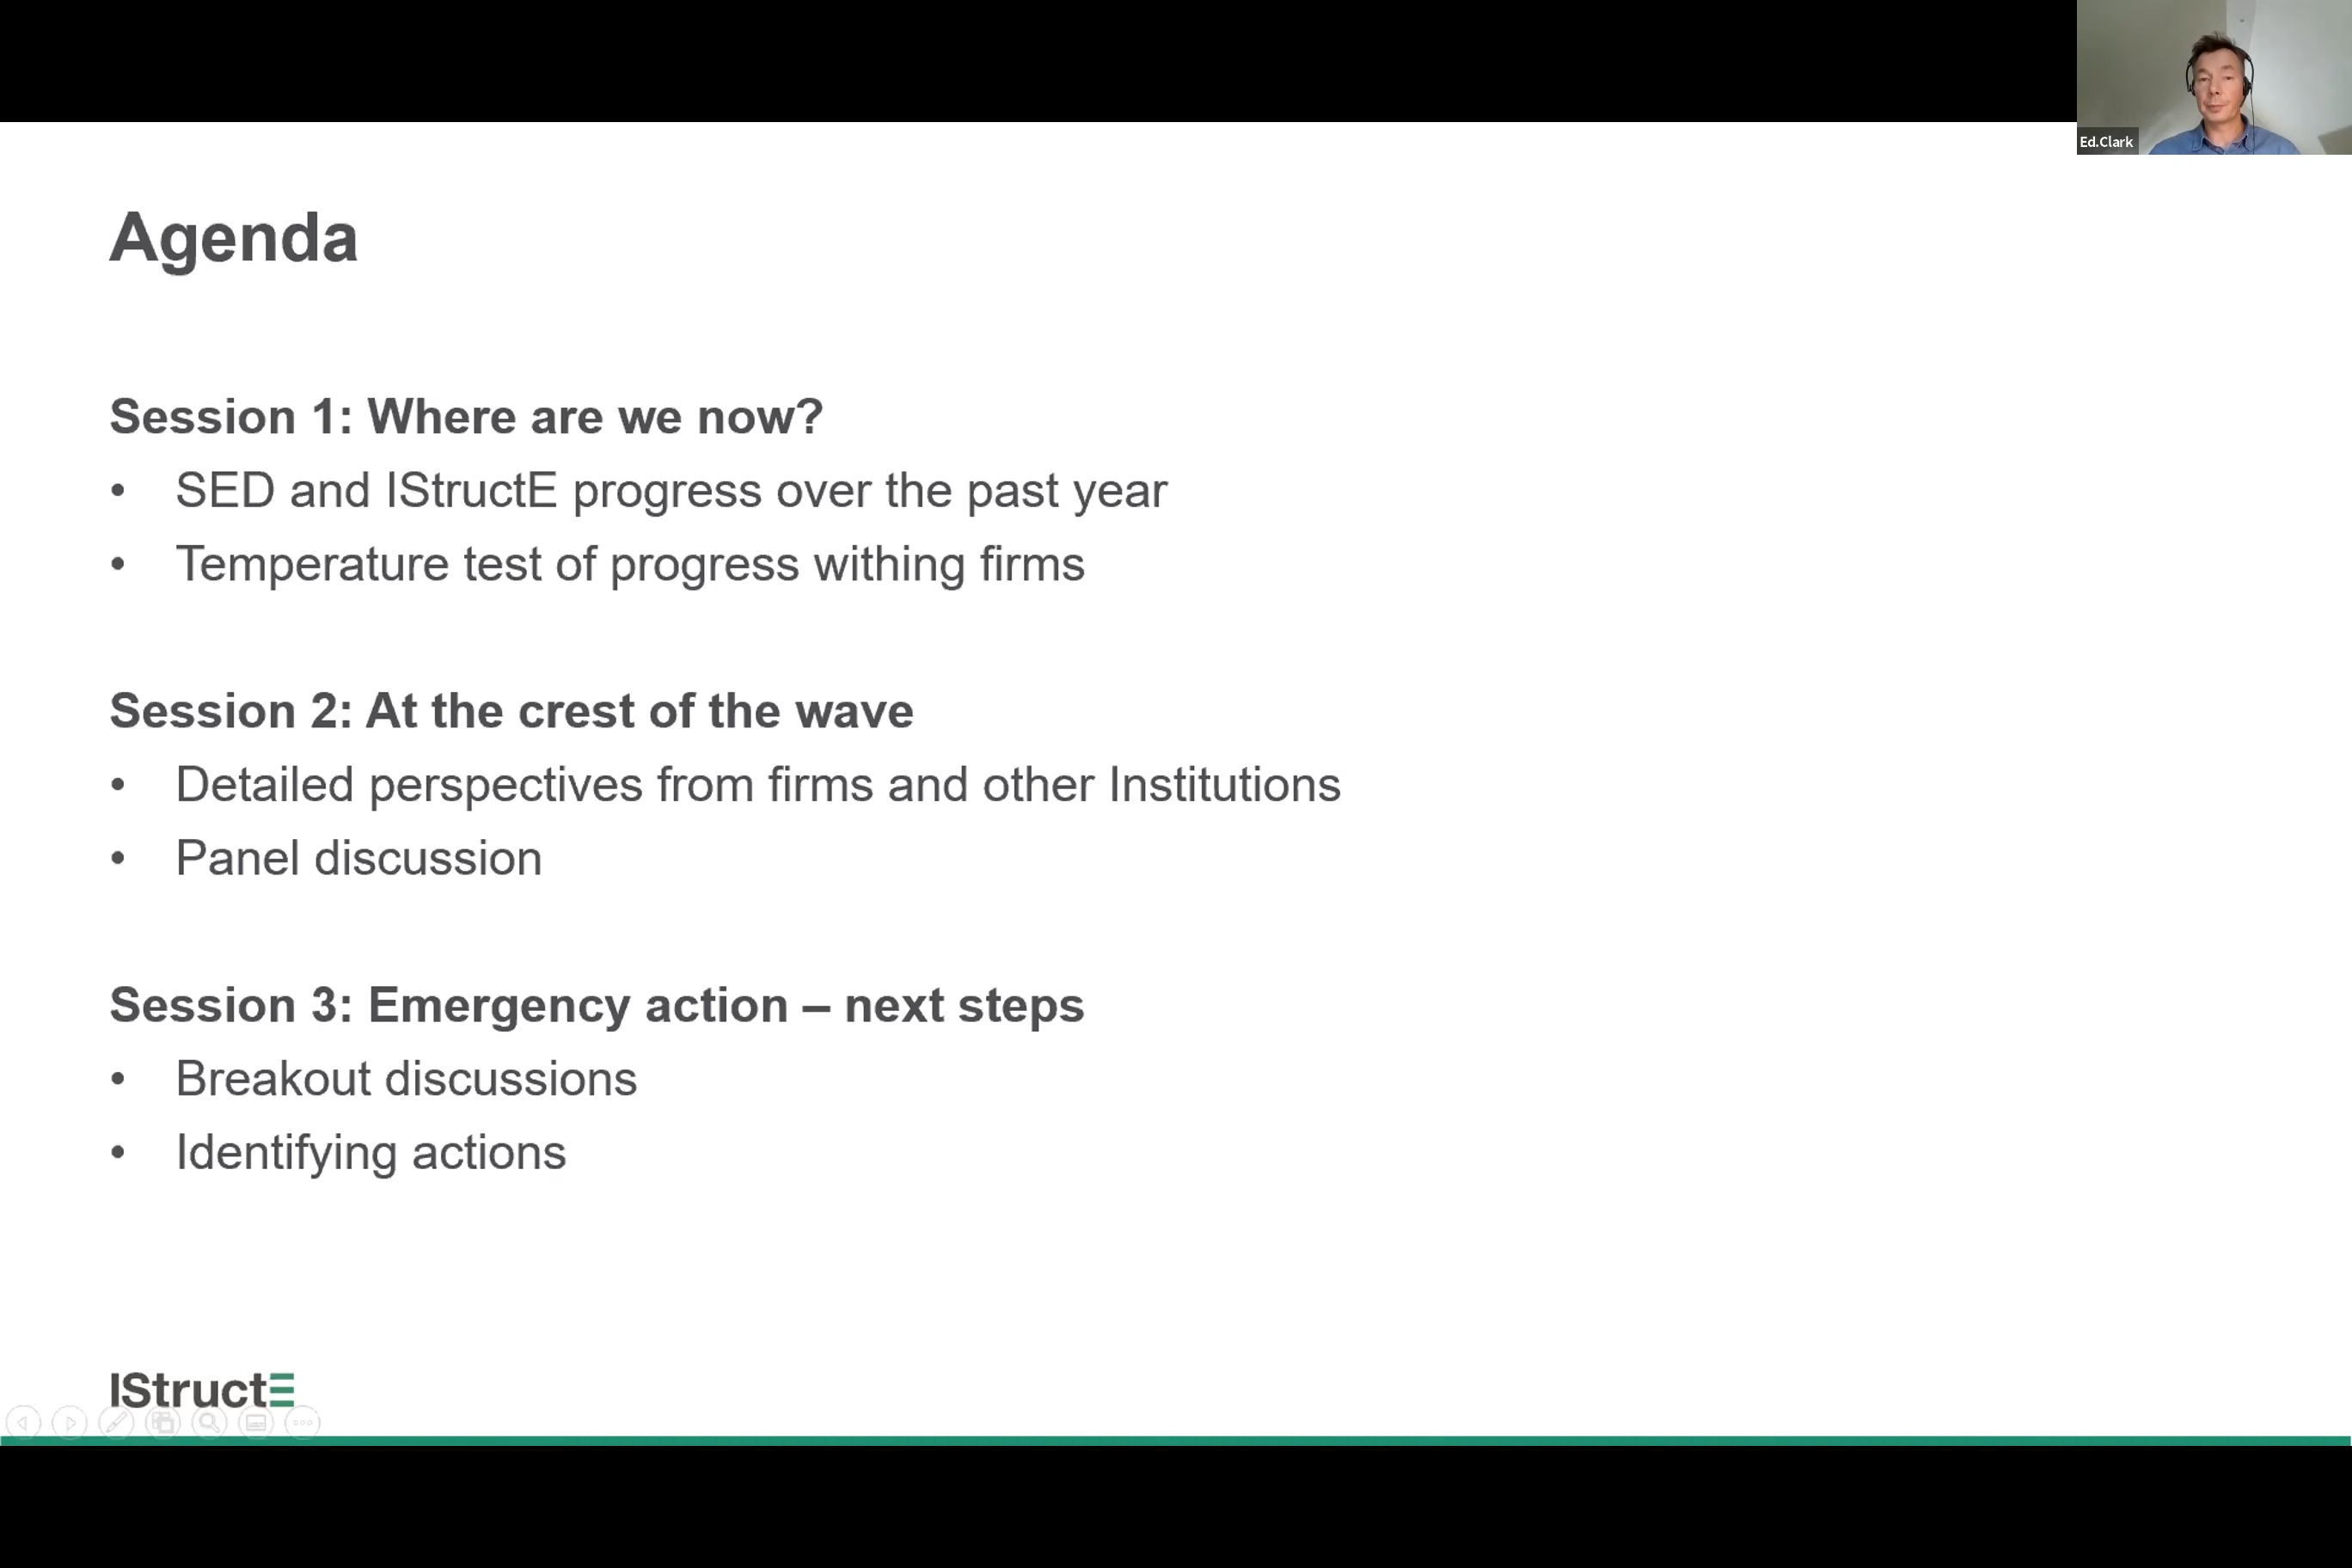 Ed.Clark
Agenda
Session 1: Where are we now?
• SED and IStructE progress over the past year
• Temperature test of progress withing firms
Session 2: At the crest of the wave
• Detailed perspectives from firms and other Institutions
• Panel discussion
Session 3: Emergency action – next steps
• Breakout discussions
• Identifying actions
IStructE